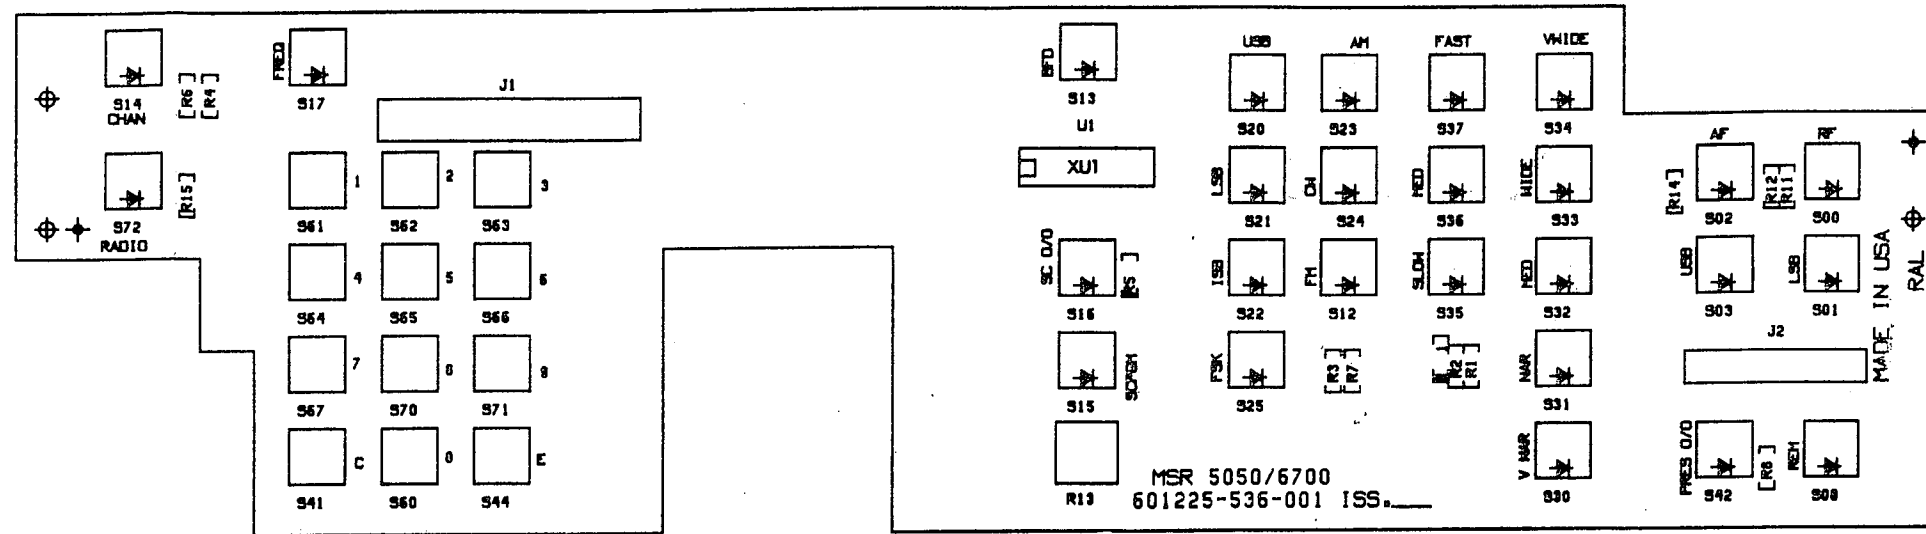 S14
CHAN
R6
R4
FREQ
S17
J1
S72
RADIO
R15
S61
1
S62
2
S63
3
S64
4
S65
5
S66
6
S67
7
S70
8
S71
9
S41
C
S60
0
S44
E
BFO
S13
U1
XU1
SC O/O
S16
R5
S15
R13
USB
S20
AM
S23
FAST
S37
VWIDE
S34
LSB
S21
CW
S24
MED
S36
WIDE
S33
ISB
S22
FM
S12
SLOW
S35
MED
S32
FSK
S25
R3
R7
R2
R1
NAR
S31
V NAR
S30
MSR 5050/6700
601225-536-001 ISS.
AF
S02
R14
R12
R11
RF
S00
USB
S03
LSB
S01
J2
PRES O/O
S42
R8
REM
MADE IN USA
RAL